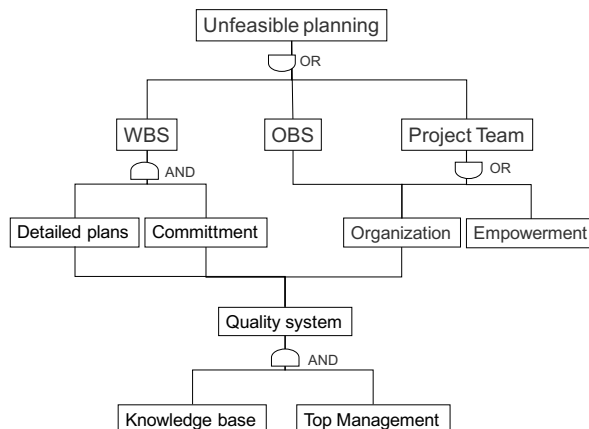 Unfeasible planning
OR
WBS
OBS
Project Team
AND
OR
Detailed plans
Committment
Organization
Empowerment
Quality system
AND
Knowledge base
Top Management